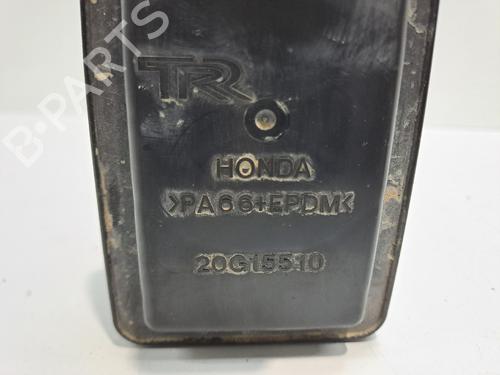 B-PARTS
TR
HONDA
>PA66+EPDM<
20G15510